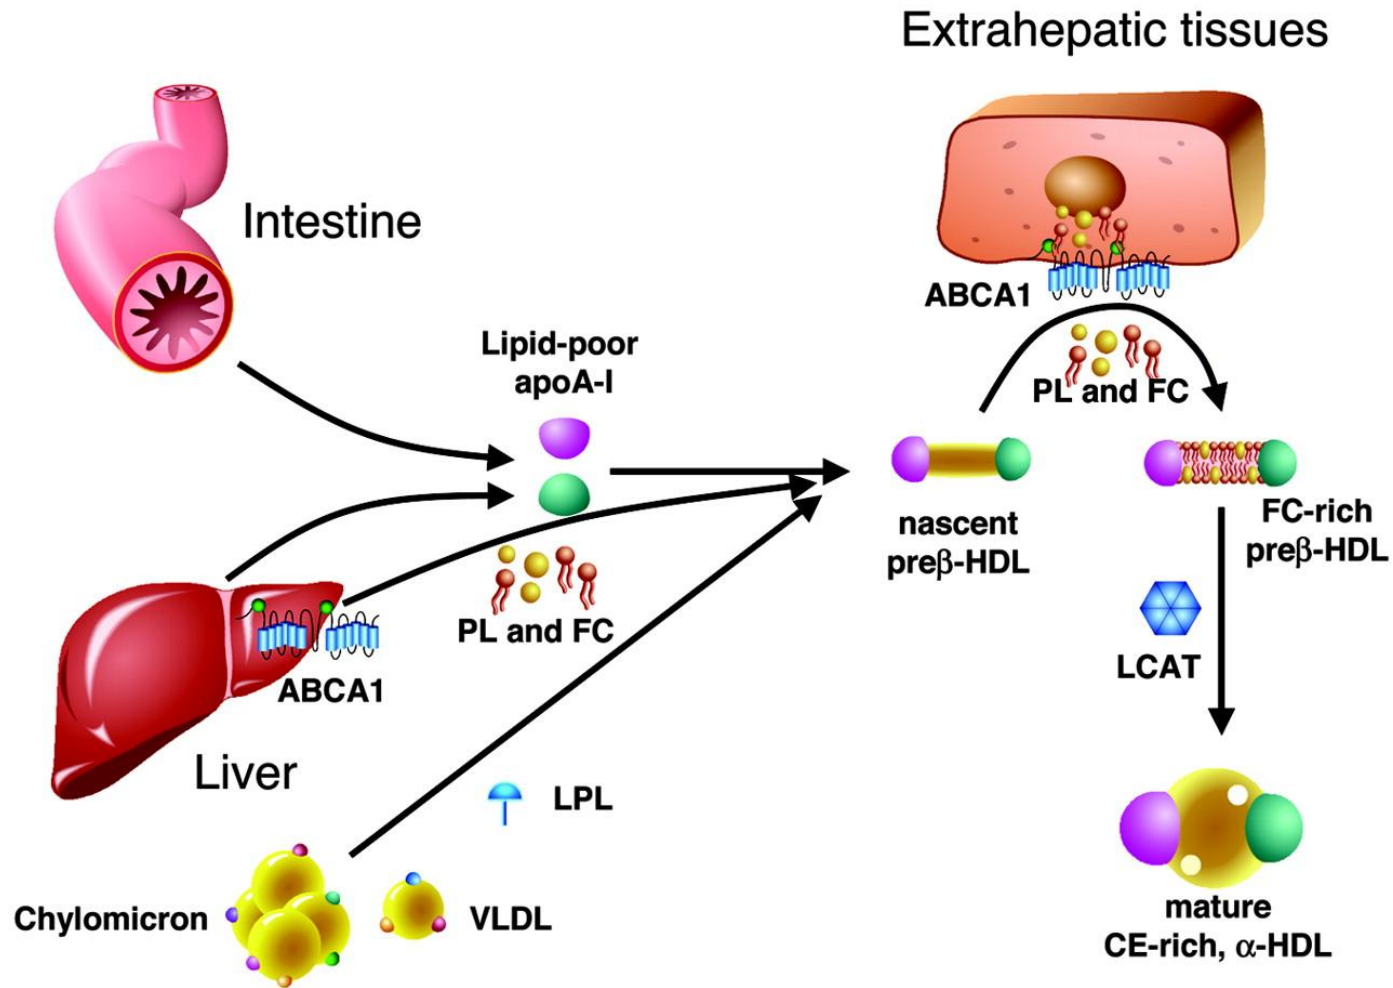 Extrahepatic tissues
Intestine
ABCA1
Lipid-poor
apoA-I
PL and FC
nascent
preβ-HDL
FC-rich
preβ-HDL
PL and FC
ABCA1
LCAT
Liver
LPL
Chylomicron
VLDL
mature
CE-rich, α-HDL